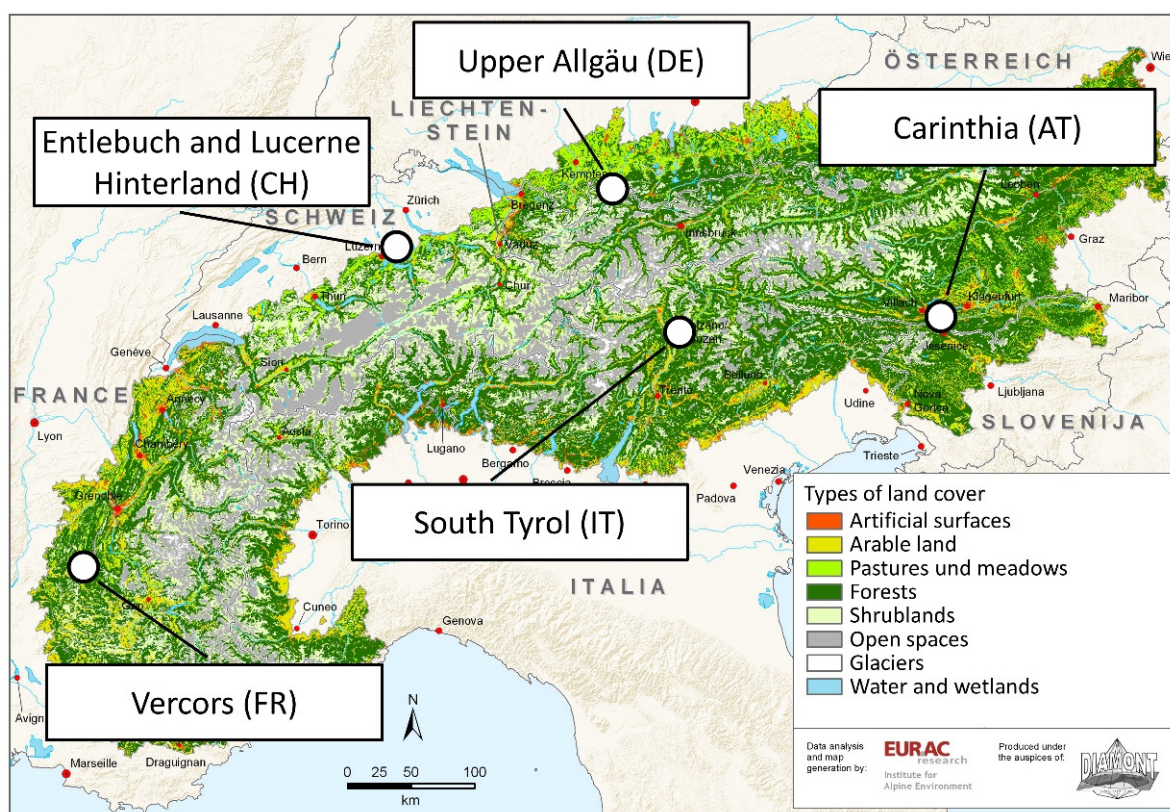 Upper Allgäu (DE)
ÖSTERREICH
Wie
LIECHTEN-
STEIN
Carinthia (AT)
Entlebuch and Lucerne
Hinterland (CH)
Kempten
Leoben
Zürich
Bregenz
SCHWEIZ
Graz
Innsbruck
Luzern
Vaduz
Bern
Chur
Thun
Villach
Klagenfurt
Maribor
Lausanne
Jesenice
Genève
Sion
Trento
Belluno
Ljubljana
FRANCE
Annecy
Udine
Nova
Gorica
SLOVENIJA
Lyon
Aosta
Lugano
Chambéry
Bergamo
Trieste
Brescia
Venezia
Padova
Grenoble
South Tyrol (IT)
Torino
ITALIA
Types of land cover
Artificial surfaces
Arable land
Pastures und meadows
Forests
Shrublands
Open spaces
Glaciers
Water and wetlands
Gap
Cuneo
Genova
Vercors (FR)
Avign
N
Marseille
Draguignan
0 25 50 100
km
Data analysis
and map
generation by:
EURAC
research
Institute for
Alpine Environment
Produced under
the auspices of:
DIAMONT